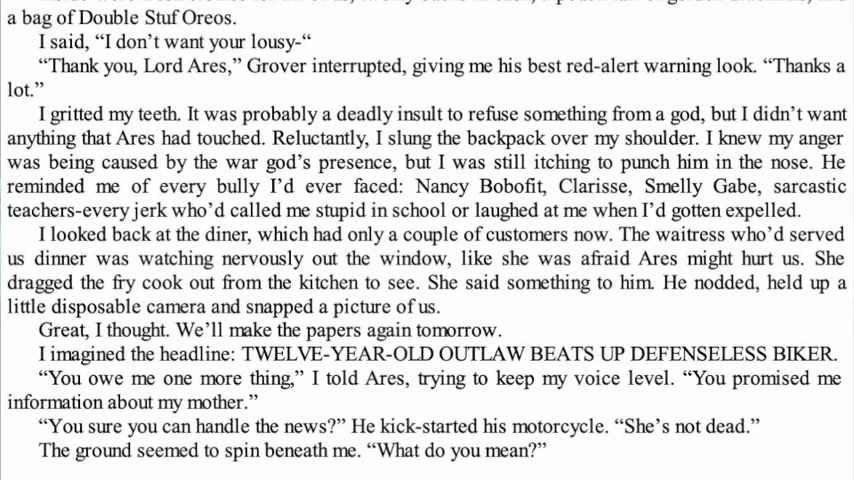 a bag of Double Stuf Oreos.
I said, “I don’t want your lousy-“
“Thank you, Lord Ares,” Grover interrupted, giving me his best red-alert warning look. “Thanks a
lot.”
I gritted my teeth. It was probably a deadly insult to refuse something from a god, but I didn’t want
anything that Ares had touched. Reluctantly, I slung the backpack over my shoulder. I knew my anger
was being caused by the war god’s presence, but I was still itching to punch him in the nose. He
reminded me of every bully I’d ever faced: Nancy Bobofit, Clarisse, Smelly Gabe, sarcastic
teachers-every jerk who’d called me stupid in school or laughed at me when I’d gotten expelled.
I looked back at the diner, which had only a couple of customers now. The waitress who’d served
us dinner was watching nervously out the window, like she was afraid Ares might hurt us. She
dragged the fry cook out from the kitchen to see. She said something to him. He nodded, held up a
little disposable camera and snapped a picture of us.
Great, I thought. We’ll make the papers again tomorrow.
I imagined the headline: TWELVE-YEAR-OLD OUTLAW BEATS UP DEFENSELESS BIKER.
“You owe me one more thing,” I told Ares, trying to keep my voice level. “You promised me
information about my mother.”
“You sure you can handle the news?” He kick-started his motorcycle. “She’s not dead.”
The ground seemed to spin beneath me. “What do you mean?”